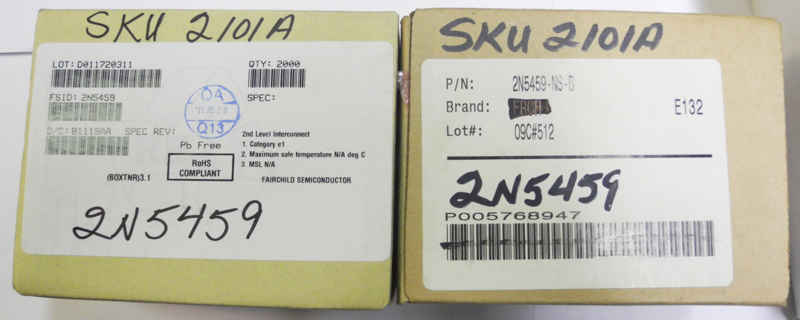 SKU 2101A
LOT: D011720311
QTY: 2000
FSID: 2N5459
SPEC:
QA
Q13
D/C: B1119AA SPEC REV:
Pb Free
RoHS
COMPLIANT
2nd Level Interconnect
1. Category e1
2. Maximum safe temperature N/A deg C
3. MSL N/A
(BOXTNR)3.1
FAIRCHILD SEMICONDUCTOR
2N5459
SKU 2101A
P/N: 2N5459-NS-B
Brand:
E132
Lot#: 09C#512
2N5459
P005768947